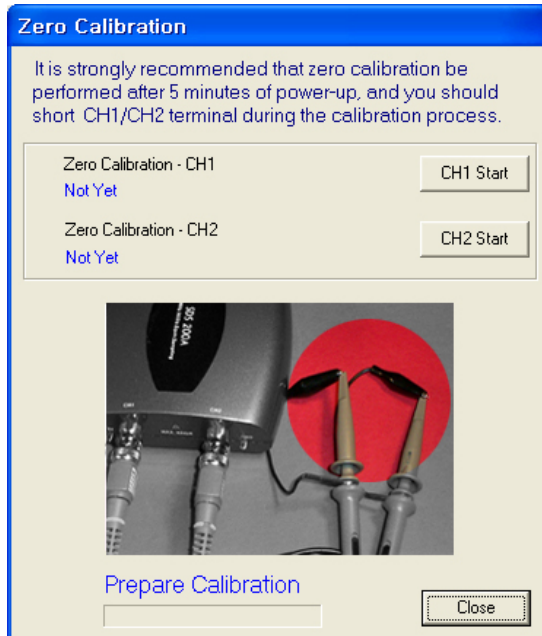 Zero Calibration
It is strongly recommended that zero calibration be
performed after 5 minutes of power-up, and you should
short CH1/CH2 terminal during the calibration process.
Zero Calibration - CH1
CH1 Start
Not Yet
Zero Calibration - CH2
CH2 Start
Not Yet
SDS 200A
CH1
CH2
Prepare Calibration
Close